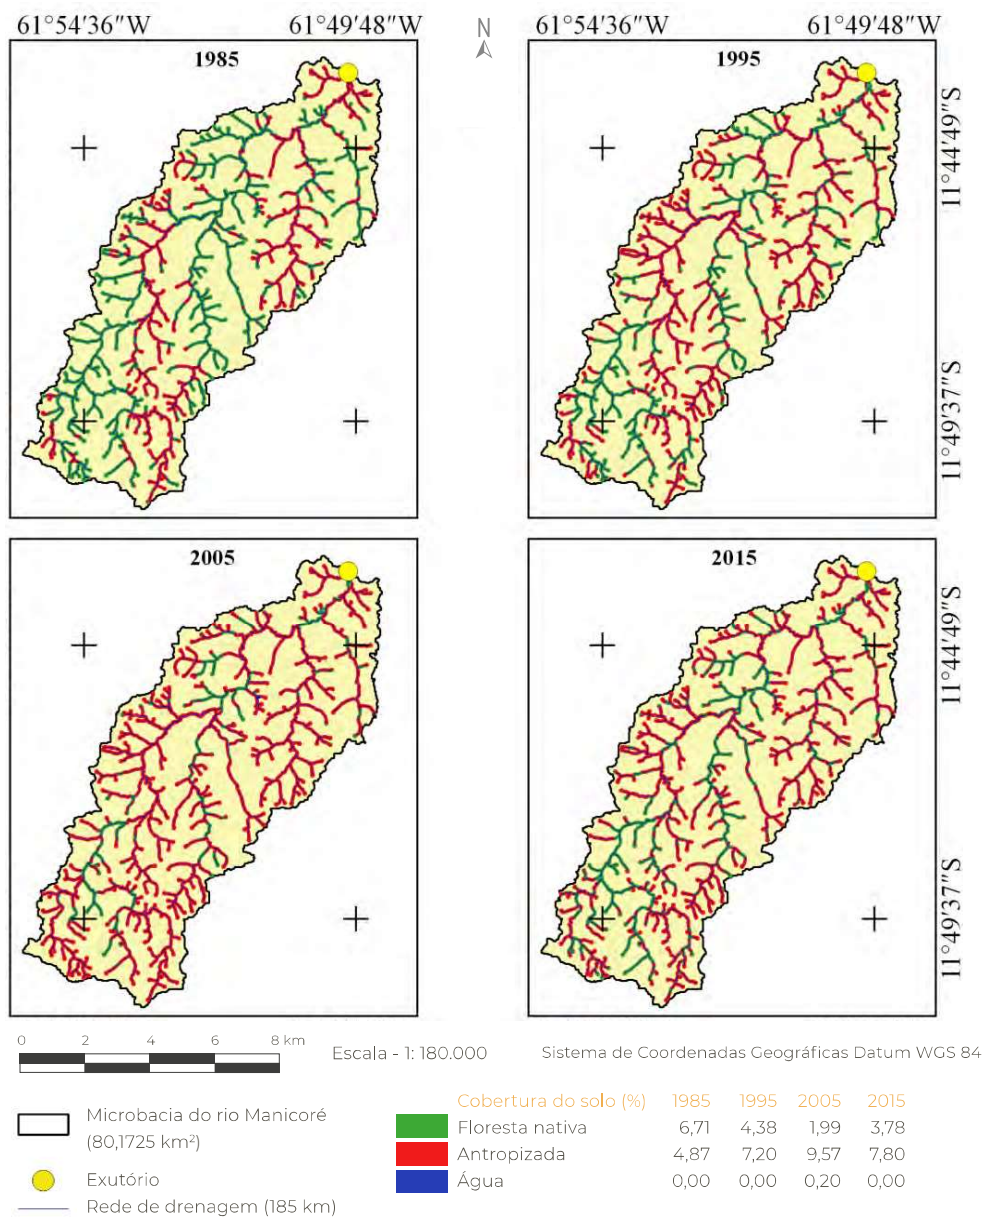 61°54′36″W 61°49′48″W N 61°54′36″W 61°49′48″W
1985 1995
11°44′49″S
11°49′37″S
2005 2015
11°44′49″S
11°49′37″S
0 2 4 6 8 km
Escala - 1: 180.000 Sistema de Coordenadas Geográficas Datum WGS 84
Microbacia do rio Manicoré
(80,1725 km²)
Exutório
Rede de drenagem (185 km)
Cobertura do solo (%) 1985 1995 2005 2015
Floresta nativa 6,71 4,38 1,99 3,78
Antropizada 4,87 7,20 9,57 7,80
Água 0,00 0,00 0,20 0,00